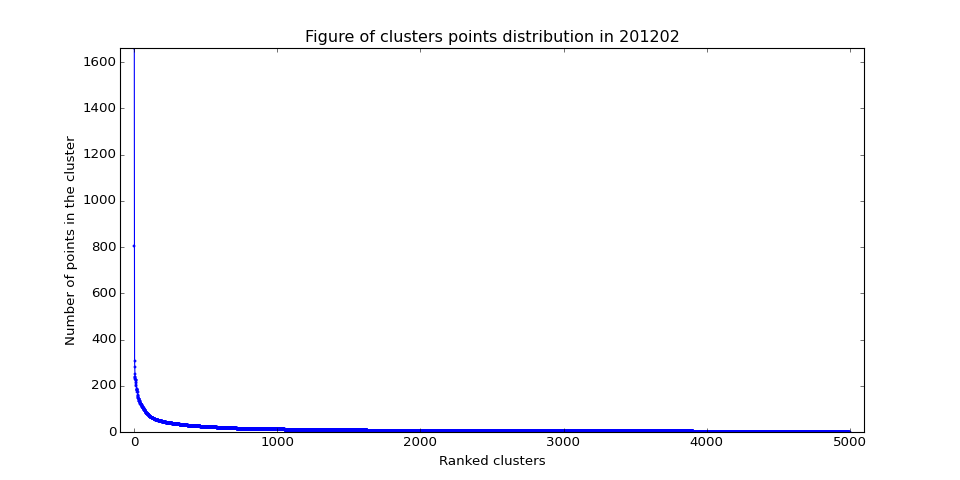 Figure of clusters points distribution in 201202
Number of points in the cluster
1600
1400
1200
1000
800
600
400
200
0
0 1000 2000 3000 4000 5000
Ranked clusters